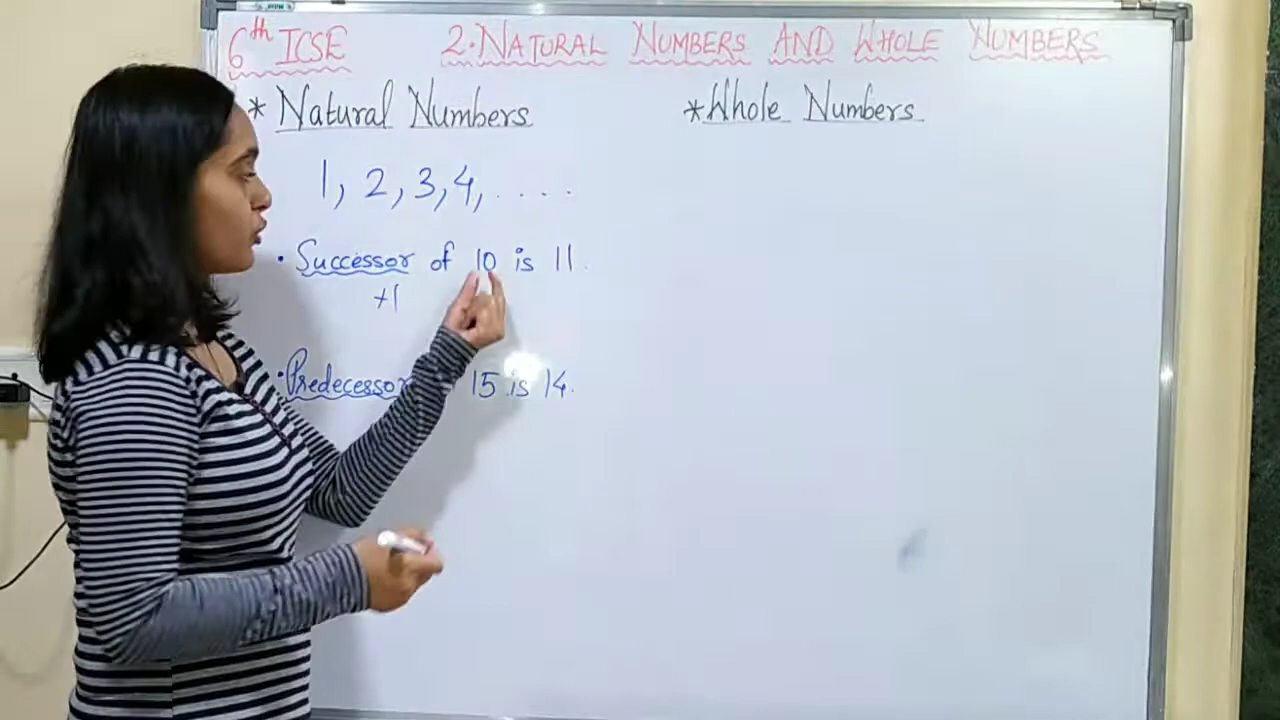 6th ICSE 2. NATURAL NUMBERS AND WHOLE NUMBERS
* Natural Numbers
1, 2, 3, 4, . . . .
• Successor of 10 is 11.
+1
• Predecessor 15 is 14.
* Whole Numbers